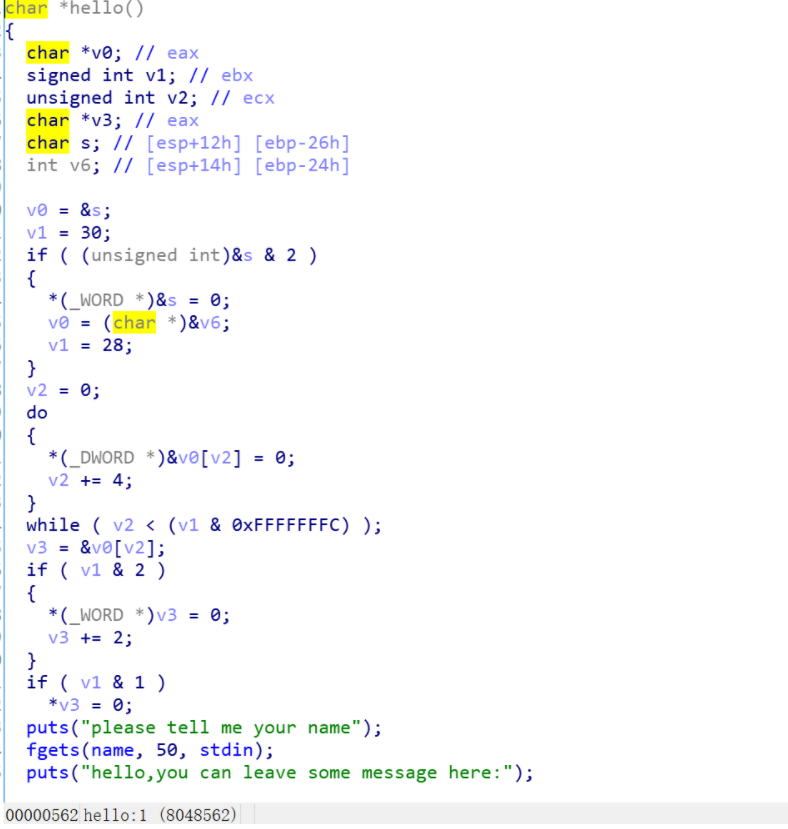 char *hello()
{
  char *v0; // eax
  signed int v1; // ebx
  unsigned int v2; // ecx
  char *v3; // eax
  char s; // [esp+12h] [ebp-26h]
  int v6; // [esp+14h] [ebp-24h]

  v0 = &s;
  v1 = 30;
  if ( (unsigned int)&s & 2 )
  {
    *(_WORD *)&s = 0;
    v0 = (char *)&v6;
    v1 = 28;
  }
  v2 = 0;
  do
  {
    *(_DWORD *)&v0[v2] = 0;
    v2 += 4;
  }
  while ( v2 < (v1 & 0xFFFFFFFC) );
  v3 = &v0[v2];
  if ( v1 & 2 )
  {
    *(_WORD *)v3 = 0;
    v3 += 2;
  }
  if ( v1 & 1 )
    *v3 = 0;
  puts("please tell me your name");
  fgets(name, 50, stdin);
  puts("hello,you can leave some message here:");
00000562 hello:1 (8048562)